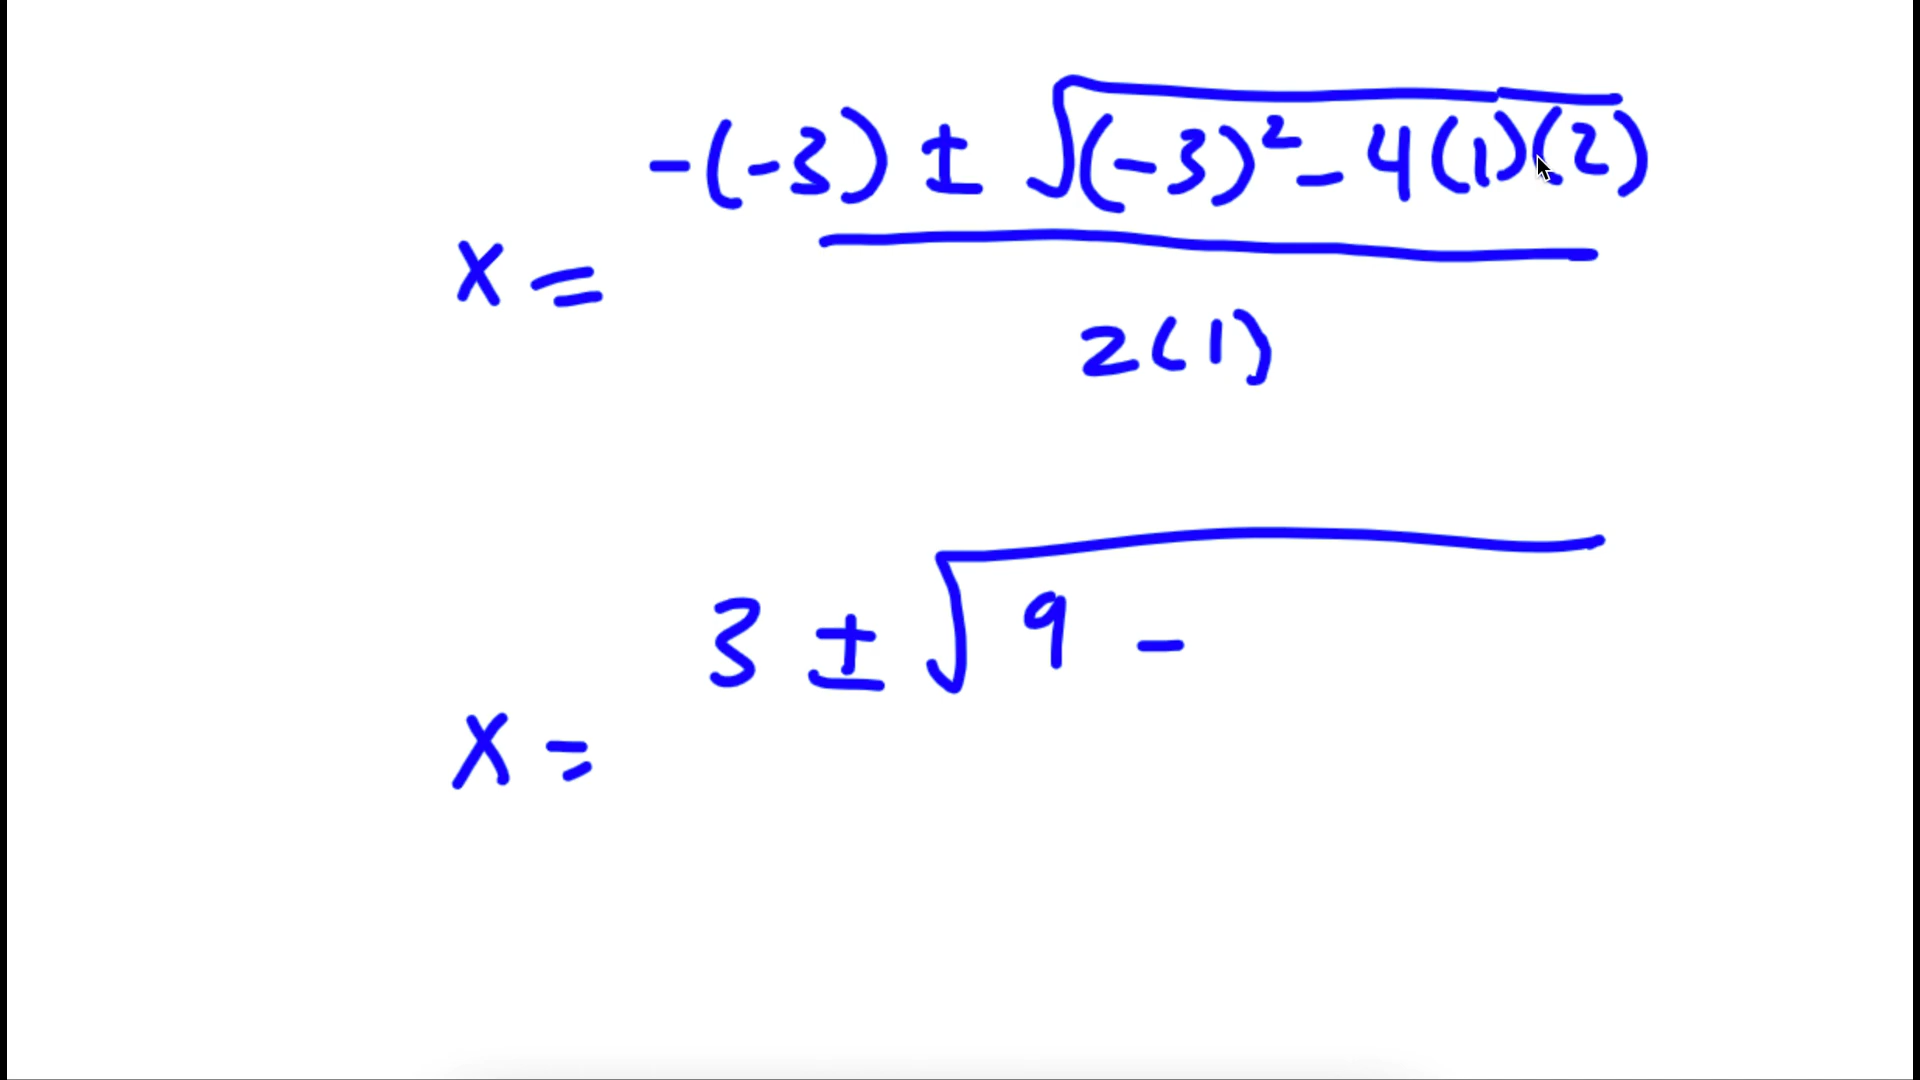 -(-3) ± √(-3)² - 4(1)(2)
x =
2(1)
3 ± √9 -
x =